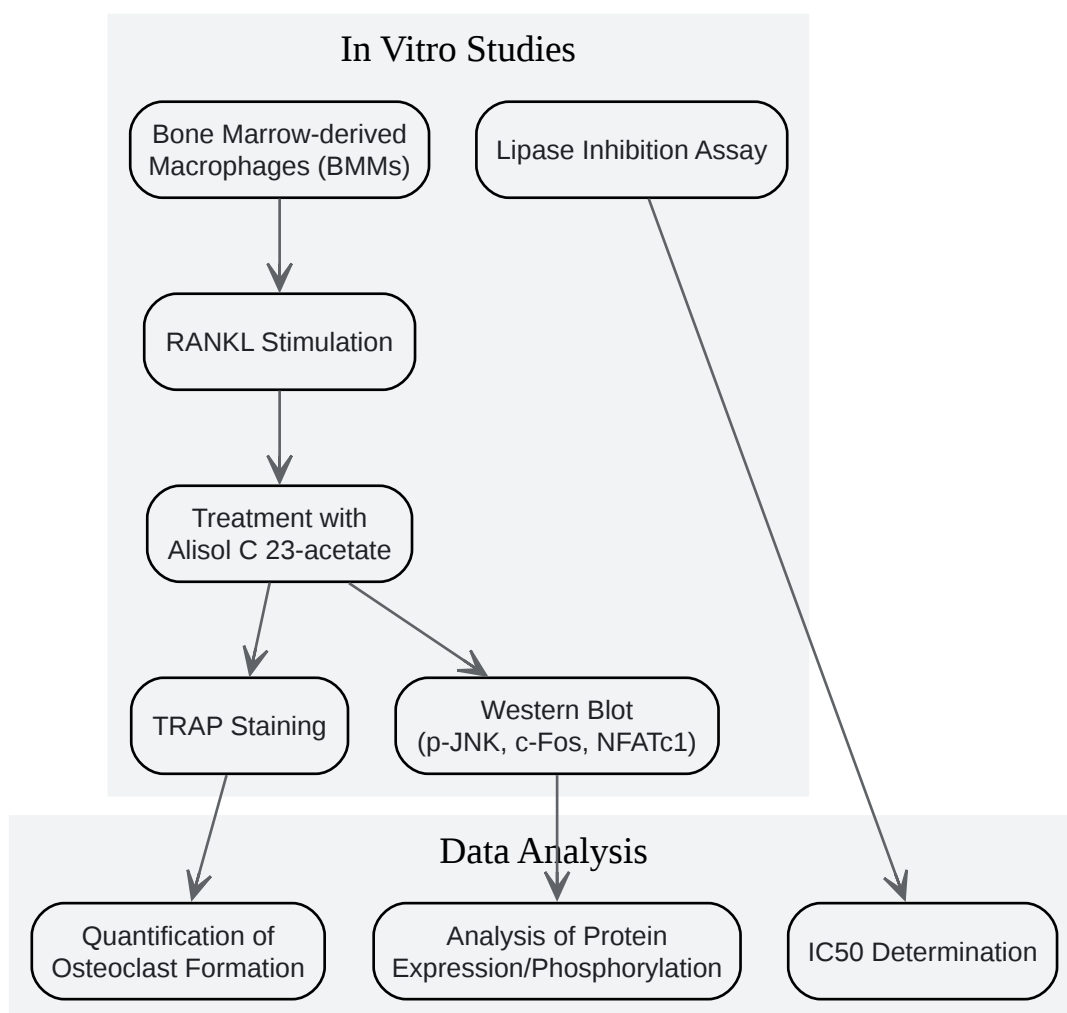 In Vitro Studies
Bone Marrow-derived
Macrophages (BMMs)
Lipase Inhibition Assay
RANKL Stimulation
Treatment with
Alisol C 23-acetate
TRAP Staining
Western Blot
(p-JNK, c-Fos, NFATc1)
Data Analysis
Quantification of
Osteoclast Formation
Analysis of Protein
Expression/Phosphorylation
IC50 Determination